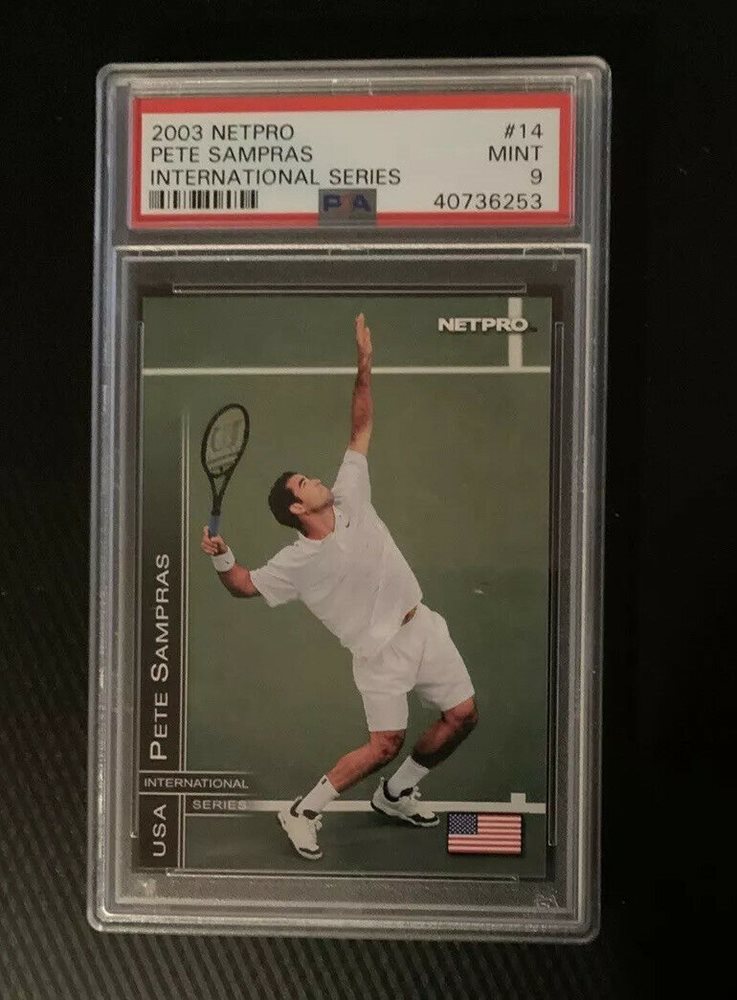 2003 NETPRO #14
PETE SAMPRAS MINT
INTERNATIONAL SERIES 9
PSA 40736253
NETPRO
PETE SAMPRAS
INTERNATIONAL
USA SERIES